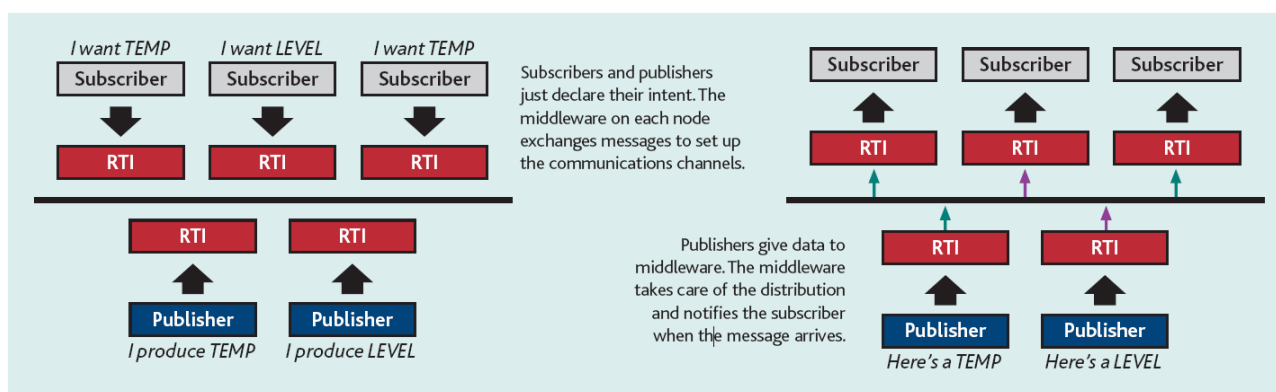 I want TEMP
I want LEVEL
I want TEMP
Subscriber
Subscriber
Subscriber
RTI
RTI
RTI
RTI
RTI
Publisher
Publisher
I produce TEMP
I produce LEVEL
Subscribers and publishers
just declare their intent. The
middleware on each node
exchanges messages to set up
the communications channels.
Subscriber
Subscriber
Subscriber
RTI
RTI
RTI
Publishers give data to
middleware. The middleware
takes care of the distribution
and notifies the subscriber
when the message arrives.
RTI
RTI
Publisher
Publisher
Here's a TEMP
Here's a LEVEL